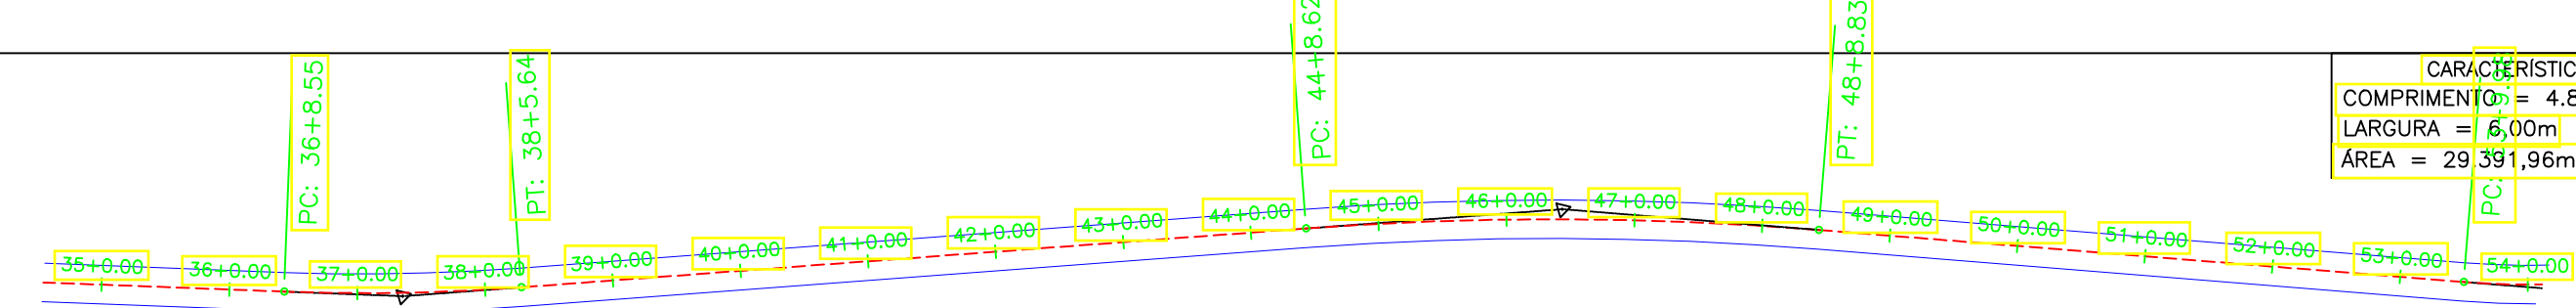 PC: 36+8.55
PT: 38+5.64
PC: 44+8.62
PT: 48+8.83
CARACTERÍSTIC
COMPRIMENTO = 4.8
LARGURA = 6,00m
ÁREA = 29.391,96m
PC:
35+0.00
36+0.00
37+0.00
38+0.00
39+0.00
40+0.00
41+0.00
42+0.00
43+0.00
44+0.00
45+0.00
46+0.00
47+0.00
48+0.00
49+0.00
50+0.00
51+0.00
52+0.00
53+0.00
54+0.00